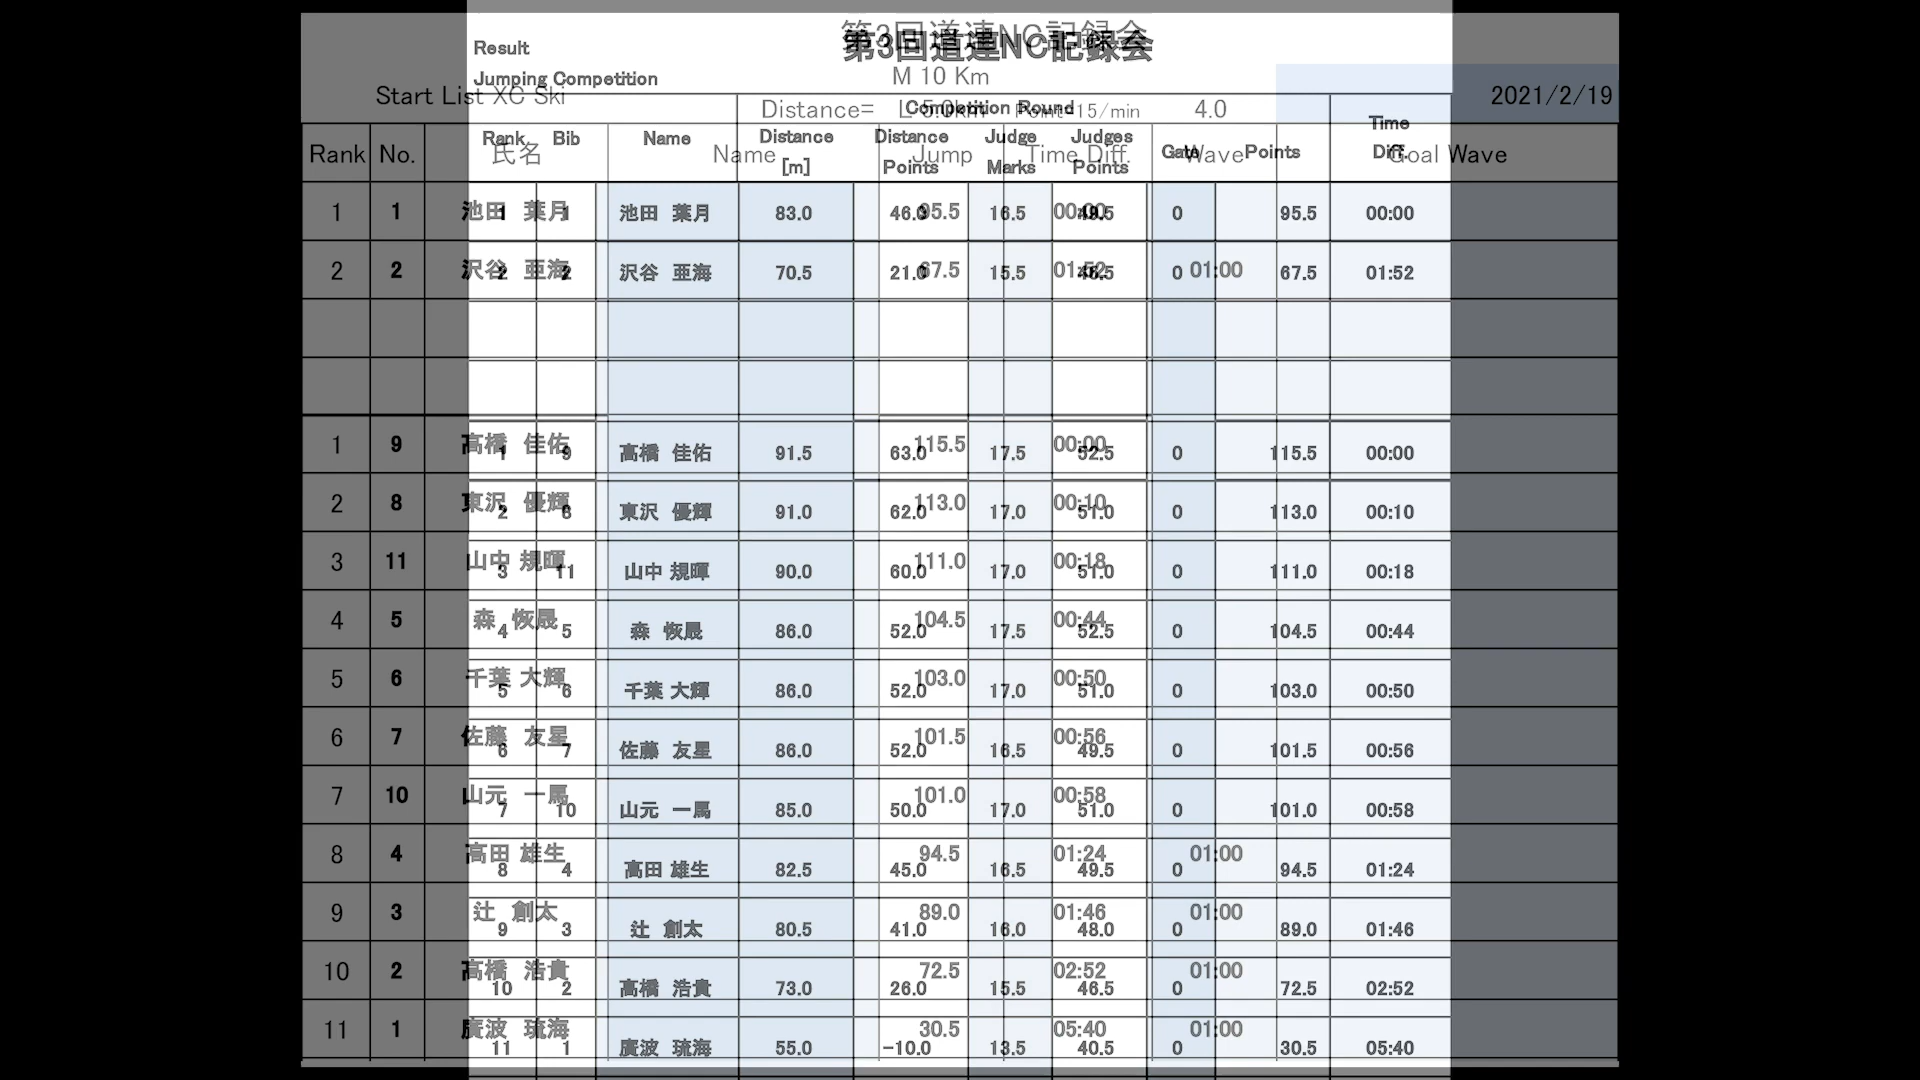 第3回道連NC記録会
第3回道連NC記録会
Result
Jumping Competition
M 10 Km
Start List XC Ski
2021/2/19
Distance= L 5.0km Point=15/min 4.0
Competition Round
Rank No. 氏名 Name Jump Time Diff. Wave Goal Wave
Rank Bib Name Distance [m] Distance Points Judge Marks Judges Points Gate Points Time Diff.
1 1 池田 葉月 95.5 00:00
1 1 池田 葉月 83.0 46.0 16.5 49.5 0 95.5 00:00
2 2 沢谷 亜海 67.5 01:52 01:00
2 2 沢谷 亜海 70.5 21.0 15.5 46.5 0 67.5 01:52
1 9 高橋 佳佑 115.5 00:00
1 9 高橋 佳佑 91.5 63.0 17.5 52.5 0 115.5 00:00
2 8 東沢 優輝 113.0 00:10
2 8 東沢 優輝 91.0 62.0 17.0 51.0 0 113.0 00:10
3 11 山中 規暉 111.0 00:18
3 11 山中 規暉 90.0 60.0 17.0 51.0 0 111.0 00:18
4 5 森 恢晟 104.5 00:44
4 5 森 恢晟 86.0 52.0 17.5 52.5 0 104.5 00:44
5 6 千葉 大輝 103.0 00:50
5 6 千葉 大輝 86.0 52.0 17.0 51.0 0 103.0 00:50
6 7 佐藤 友星 101.5 00:56
6 7 佐藤 友星 86.0 52.0 16.5 49.5 0 101.5 00:56
7 10 山元 一馬 101.0 00:58
7 10 山元 一馬 85.0 50.0 17.0 51.0 0 101.0 00:58
8 4 高田 雄生 94.5 01:24 01:00
8 4 高田 雄生 82.5 45.0 16.5 49.5 0 94.5 01:24
9 3 辻 創太 89.0 01:46 01:00
9 3 辻 創太 80.5 41.0 16.0 48.0 0 89.0 01:46
10 2 高橋 浩貴 72.5 02:52 01:00
10 2 高橋 浩貴 73.0 26.0 15.5 46.5 0 72.5 02:52
11 1 廣波 琉海 30.5 05:40 01:00
11 1 廣波 琉海 55.0 -10.0 13.5 40.5 0 30.5 05:40